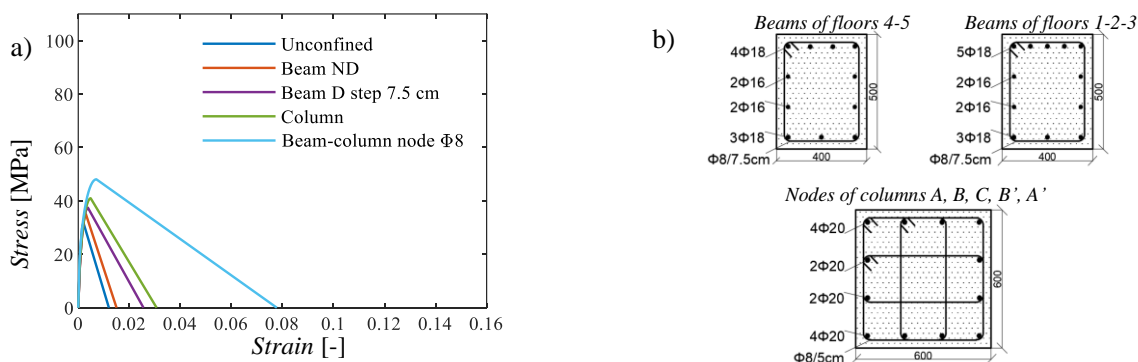 a)
Stress [MPa]
100
80
60
40
20
0
Unconfined
Beam ND
Beam D step 7.5 cm
Column
Beam-column node Φ8
0 0.02 0.04 0.06 0.08 0.1 0.12 0.14 0.16
Strain [-]
b)
Beams of floors 4-5
4Φ18
2Φ16
2Φ16
3Φ18
Φ8/7.5cm
400
500
Beams of floors 1-2-3
5Φ18
2Φ16
2Φ16
3Φ18
Φ8/7.5cm
400
500
Nodes of columns A, B, C, B’, A’
4Φ20
2Φ20
2Φ20
4Φ20
Φ8/5cm
600
600